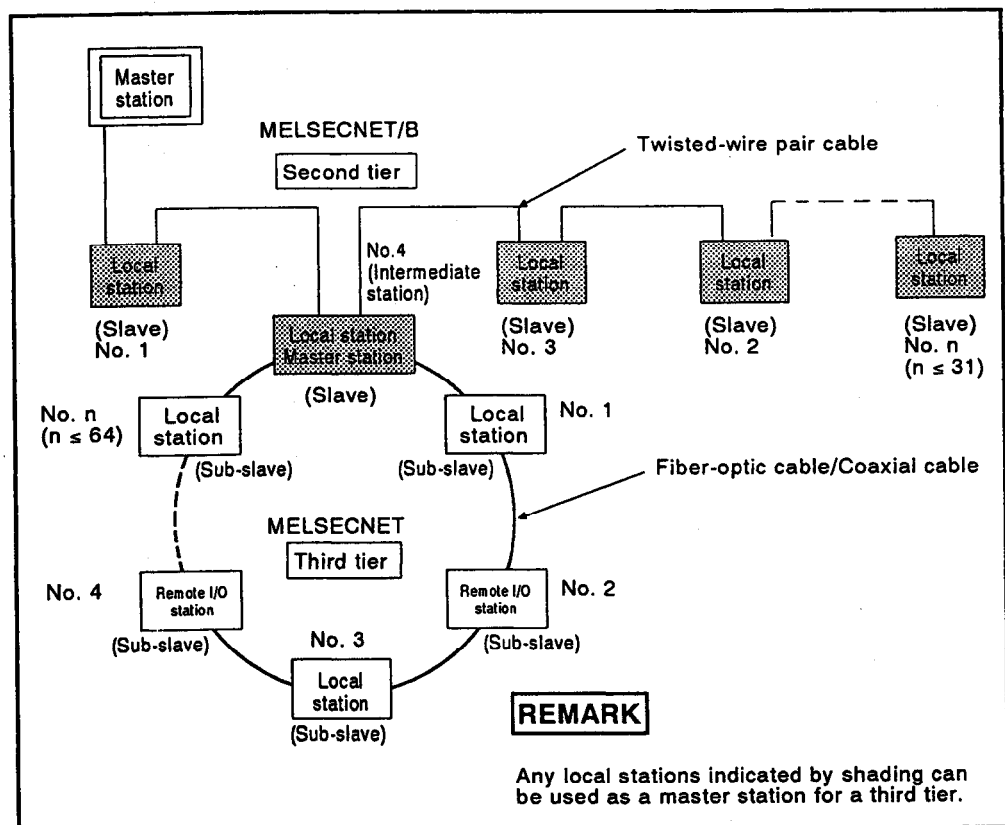 Master
station
MELSECNET/B
Second tier
Twisted-wire pair cable
No.4
(Intermediate
station)
Local
station
(Slave)
No. 1
Local
station
(Slave)
No. 3
Local
station
(Slave)
No. 2
Local
station
(Slave)
No. n
(n ≤ 31)
Local station
Master station
(Slave)
No. n
(n ≤ 64)
Local
station
(Sub-slave)
No. 1
Local
station
(Sub-slave)
Fiber-optic cable/Coaxial cable
MELSECNET
Third tier
No. 4
Remote I/O
station
(Sub-slave)
No. 2
Remote I/O
station
(Sub-slave)
No. 3
Local
station
(Sub-slave)
REMARK
Any local stations indicated by shading can
be used as a master station for a third tier.